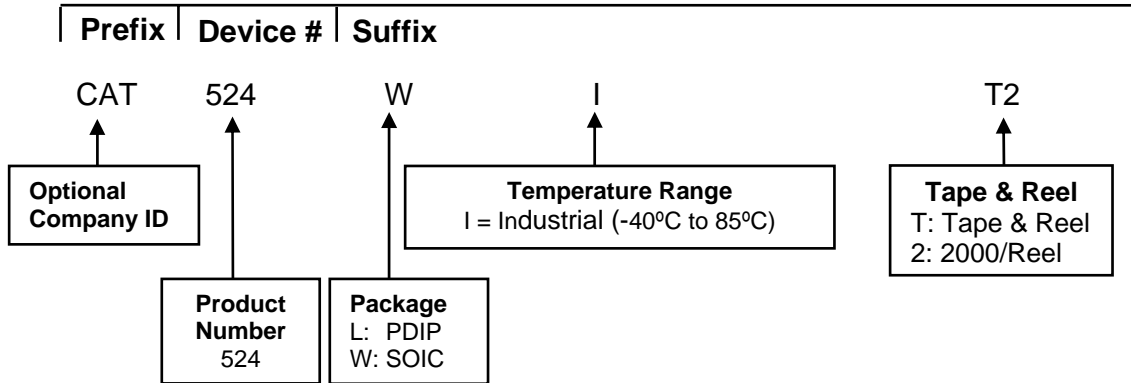 Prefix Device # Suffix
CAT 524 W I T2
Optional
Company ID
Temperature Range
I = Industrial (-40ºC to 85ºC)
Tape & Reel
T: Tape & Reel
2: 2000/Reel
Product
Number
524
Package
L: PDIP
W: SOIC